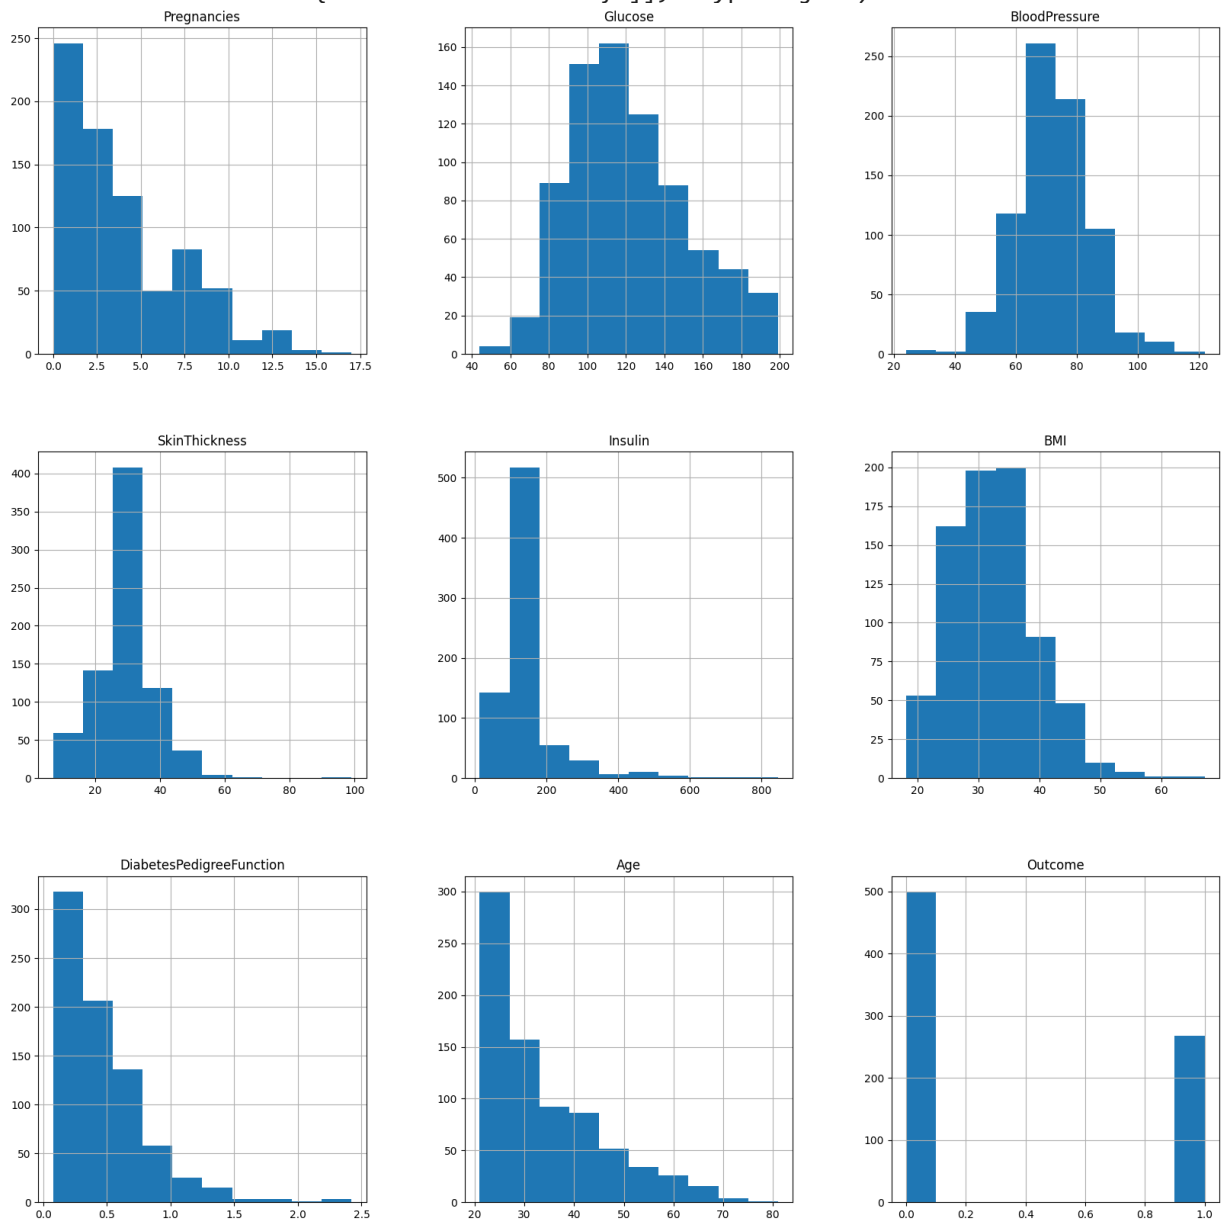 Pregnancies Glucose BloodPressure
250 200 150 100 50 0
0.0 2.5 5.0 7.5 10.0 12.5 15.0 17.5
160 140 120 100 80 60 40 20 0
40 60 80 100 120 140 160 180 200
250 200 150 100 50 0
20 40 60 80 100 120
SkinThickness Insulin BMI
400 350 300 250 200 150 100 50 0
20 40 60 80 100
500 400 300 200 100 0
0 200 400 600 800
200 175 150 125 100 75 50 25 0
20 30 40 50 60
DiabetesPedigreeFunction Age Outcome
300 250 200 150 100 50 0
0.0 0.5 1.0 1.5 2.0 2.5
300 250 200 150 100 50 0
20 30 40 50 60 70 80
500 400 300 200 100 0
0.0 0.2 0.4 0.6 0.8 1.0